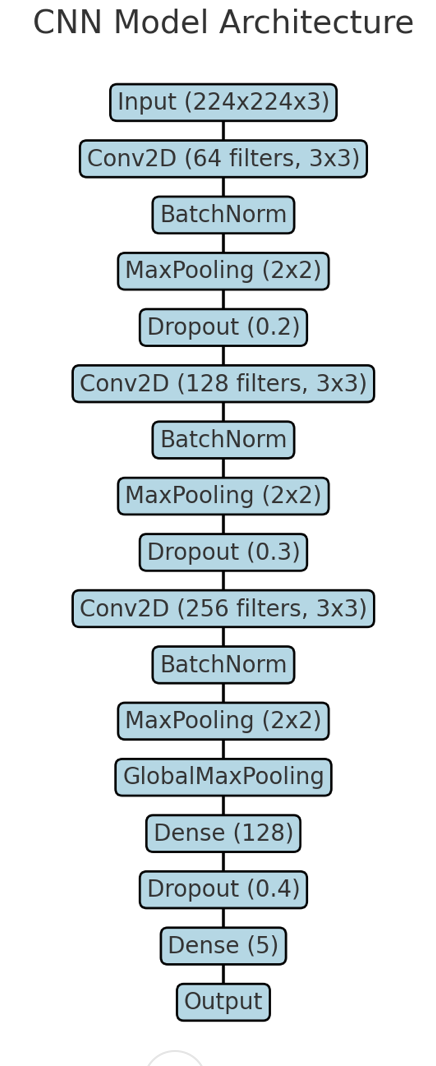 CNN Model Architecture
Input (224x224x3)
Conv2D (64 filters, 3x3)
BatchNorm
MaxPooling (2x2)
Dropout (0.2)
Conv2D (128 filters, 3x3)
BatchNorm
MaxPooling (2x2)
Dropout (0.3)
Conv2D (256 filters, 3x3)
BatchNorm
MaxPooling (2x2)
GlobalMaxPooling
Dense (128)
Dropout (0.4)
Dense (5)
Output